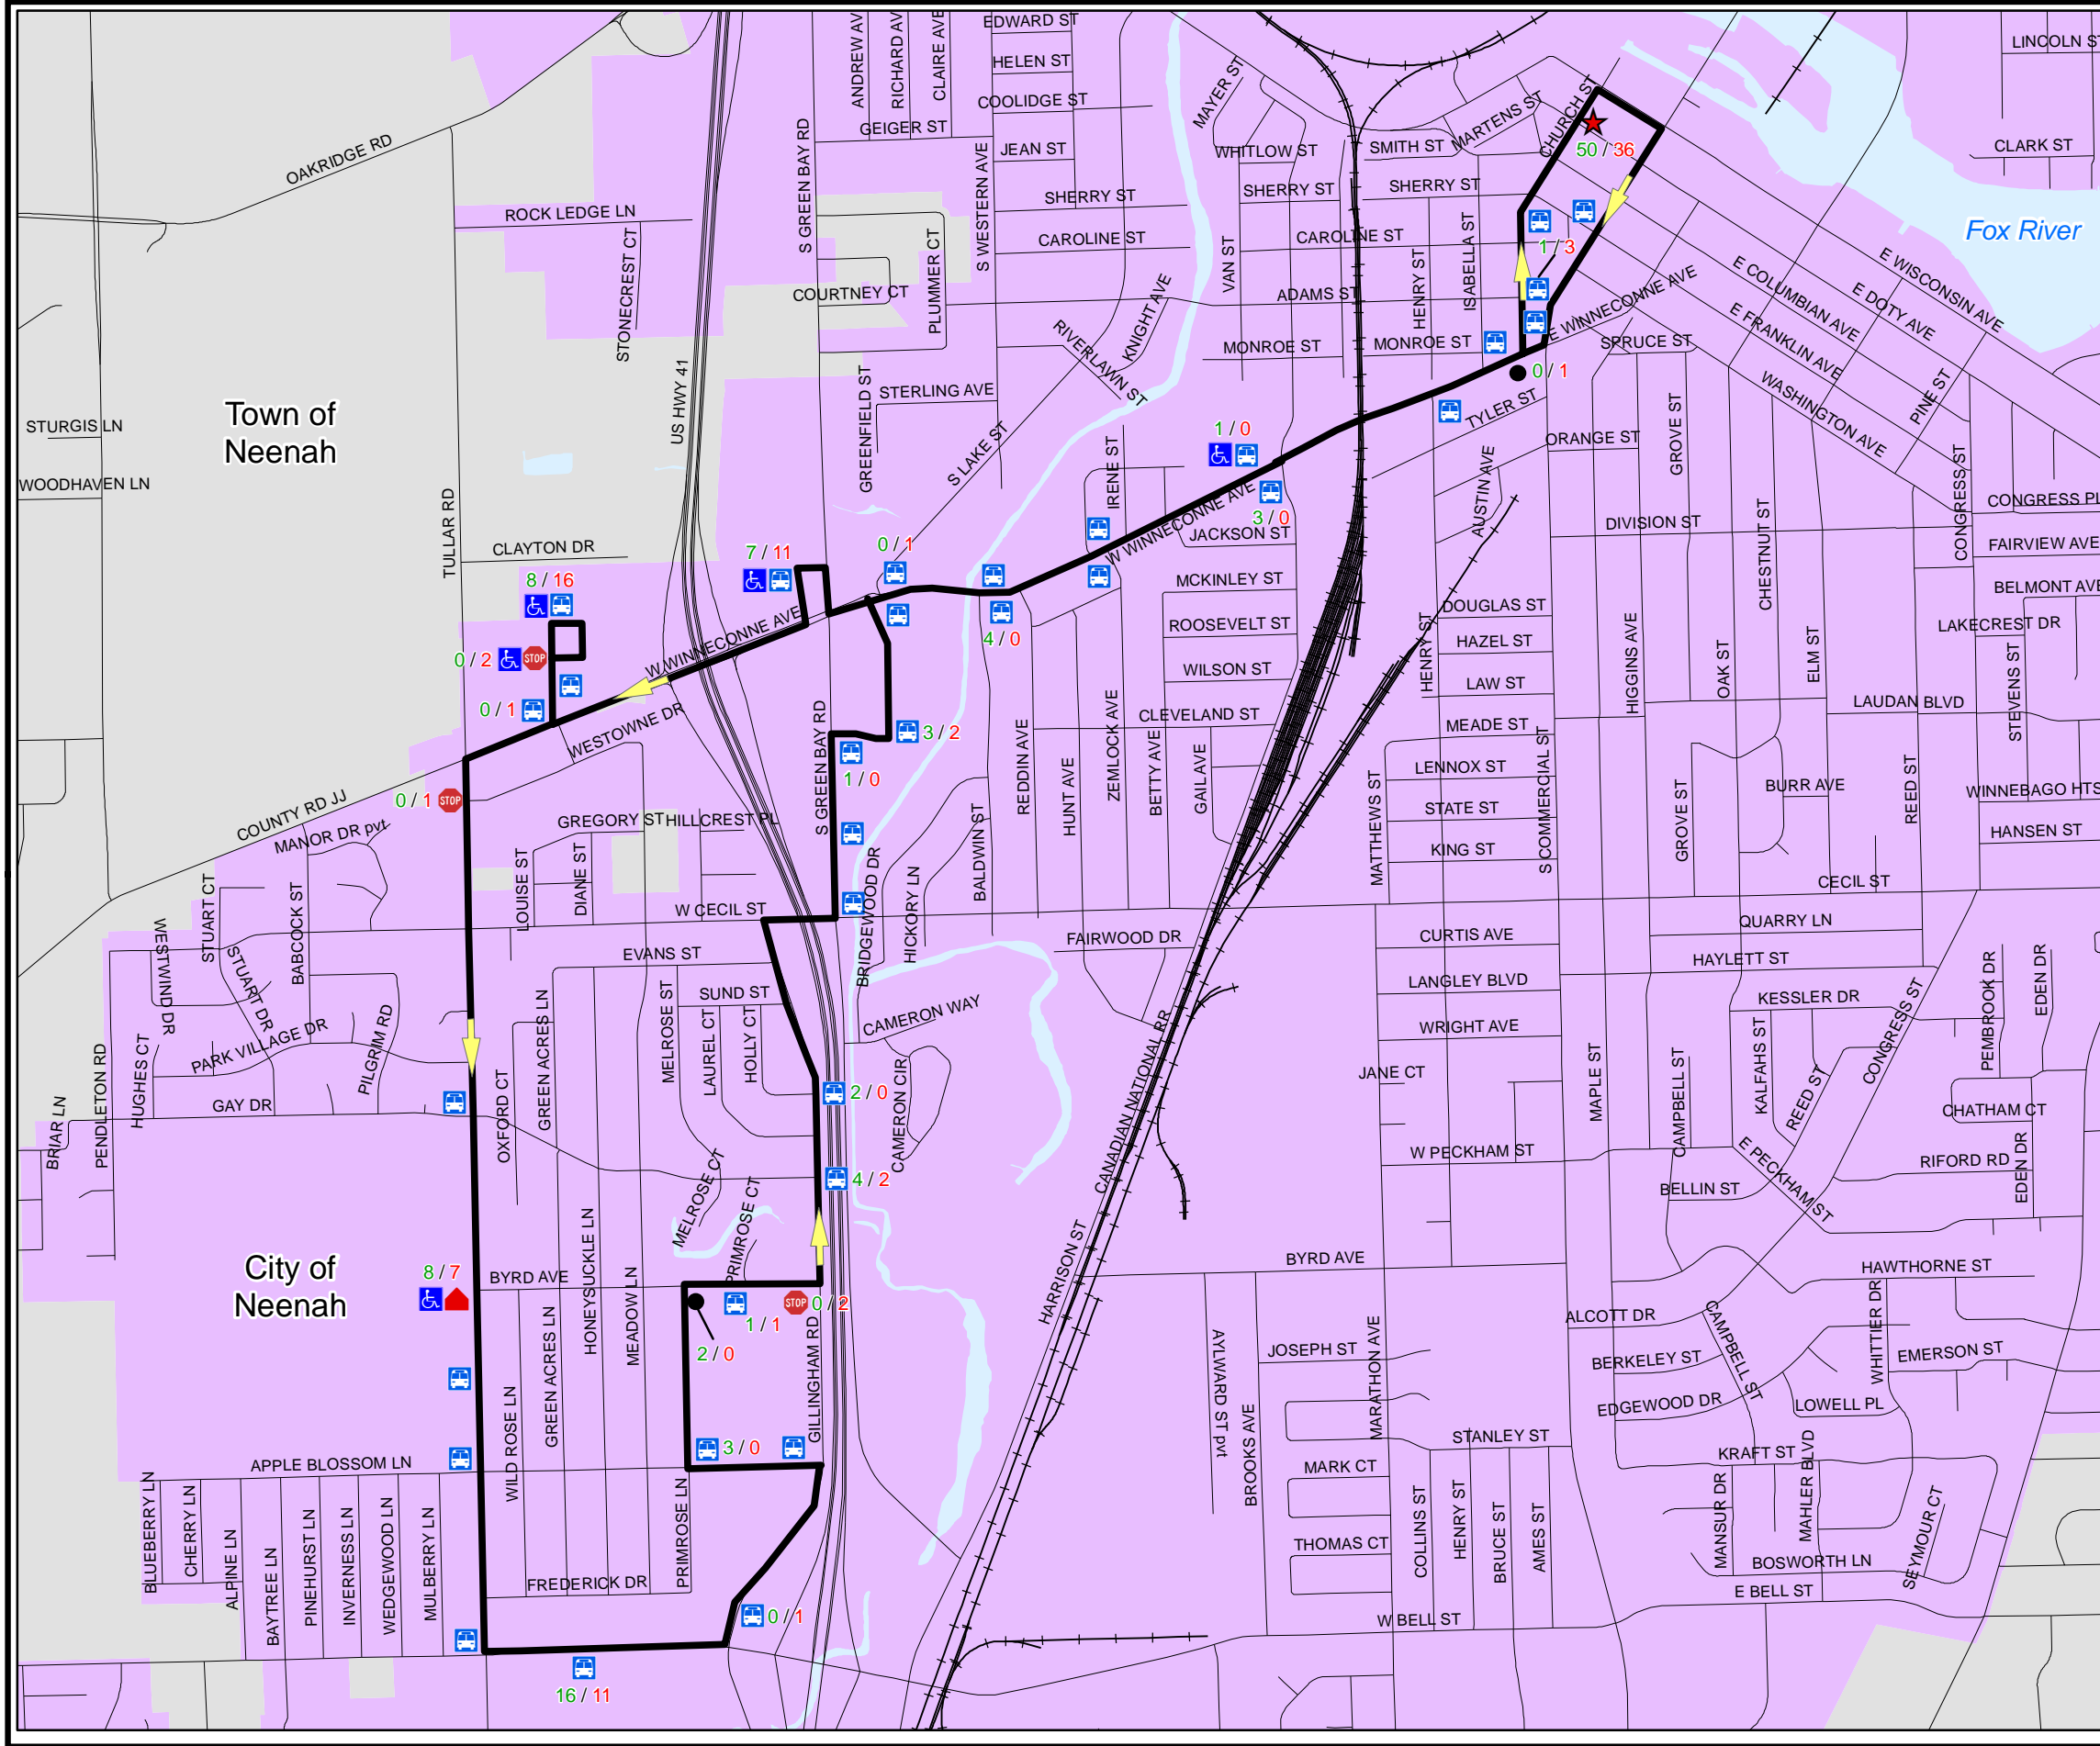 EDWARD ST
HELEN ST
COOLIDGE ST
GEIGER ST
JEAN ST
SHERRY ST
CAROLINE ST
ANDREW AV
RICHARD AV
CLAIRE AVE
S GREEN BAY RD
S WESTERN AVE
OAKRIDGE RD
ROCK LEDGE LN
STONECREST CT
COURTNEY CT
PLUMMER CT
US HWY 41
MAYER ST
WHITLOW ST
SHERRY ST
CAROLINE ST
VAN ST
ADAMS ST
MONROE ST
KNIGHT AVE
RIVERLAWN ST
STERLING AVE
GREENFIELD ST
S LAKE ST
IRENE ST
SMITH ST
MARTENS ST
CHURCH ST
SHERRY ST
HENRY ST
ISABELLA ST
MONROE ST
50 / 36
1 / 3
0 / 1
LINCOLN ST
CLARK ST
Fox River
E WISCONSIN AVE
E DOTY AVE
E COLUMBIAN AVE
E FRANKLIN AVE
WASHINGTON AVE
E WINNECONNE AVE
SPRUCE ST
PINE ST
TYLER ST
ORANGE ST
GROVE ST
AUSTIN AVE
DIVISION ST
CHESTNUT ST
CONGRESS ST
CONGRESS PL
FAIRVIEW AVE
BELMONT AVE
LAKECREST DR
STEVENS ST
Town of
Neenah
STURGIS LN
WOODHAVEN LN
TULLAR RD
CLAYTON DR
8 / 16
7 / 11
0 / 1
1 / 0
3 / 0
0 / 2
STOP
0 / 1
4 / 0
W WINNECONNE AVE
W WINNECONNE AVE
WESTOWNE DR
JACKSON ST
MCKINLEY ST
ROOSEVELT ST
WILSON ST
CLEVELAND ST
REDDIN AVE
HUNT AVE
ZEMLOCK AVE
BETTY AVE
GAIL AVE
HENRY ST
DOUGLAS ST
HAZEL ST
LAW ST
MEADE ST
LENNOX ST
STATE ST
KING ST
MATTHEWS ST
S COMMERCIAL ST
HIGGINS AVE
OAK ST
ELM ST
GROVE ST
LAUDAN BLVD
BURR AVE
REED ST
WINNEBAGO HTS
HANSEN ST
CECIL ST
3 / 2
1 / 0
S GREEN BAY RD
0 / 1
STOP
COUNTY RD JJ
MANOR DR pvt
GREGORY ST
HILLCREST PL
LOUISE ST
DIANE ST
W CECIL ST
BRIDGEWOOD DR
HICKORY LN
BALDWIN ST
FAIRWOOD DR
STUART CT
WESTWIND DR
STUART DR
BABCOCK ST
PARK VILLAGE DR
PILGRIM RD
HUGHES CT
PENDLETON RD
BRIAR LN
GAY DR
EVANS ST
SUND ST
MELROSE ST
LAUREL CT
HOLLY CT
OXFORD CT
GREEN ACRES LN
CAMERON WAY
CAMERON CIR
2 / 0
4 / 2
MELROSE CT
PRIMROSE CT
CANADIAN NATIONAL RR
HARRISON ST
CURTIS AVE
LANGLEY BLVD
WRIGHT AVE
JANE CT
W PECKHAM ST
MAPLE ST
QUARRY LN
HAYLETT ST
KESSLER DR
KALFAHS ST
CAMPBELL ST
REED ST
CONGRESS ST
PEMBROOK DR
EDEN DR
CHATHAM CT
E PECKHAM ST
RIFORD RD
EDEN DR
BELLIN ST
City of
Neenah
8 / 7
BYRD AVE
HONEYSUCKLE LN
MEADOW LN
GREEN ACRES LN
WILD ROSE LN
1 / 1
STOP
0 / 2
2 / 0
3 / 0
GILLINGHAM RD
PRIMROSE LN
FREDERICK DR
0 / 1
16 / 11
APPLE BLOSSOM LN
BLUEBERRY LN
CHERRY LN
ALPINE LN
BAYTREE LN
PINEHURST LN
INVERNESS LN
WEDGEWOOD LN
MULBERRY LN
BYRD AVE
AYLWARD ST pvt
BROOKS AVE
JOSEPH ST
MARATHON AVE
MARK CT
THOMAS CT
STANLEY ST
COLLINS ST
HENRY ST
BRUCE ST
AMES ST
W BELL ST
HAWTHORNE ST
ALCOTT DR
BERKELEY ST
EDGEWOOD DR
CAMPBELL ST
WHITTIER DR
EMERSON ST
LOWELL PL
KRAFT ST
MANSUR DR
MAHLER BLVD
SEYMOUR CT
BOSWORTH LN
E BELL ST